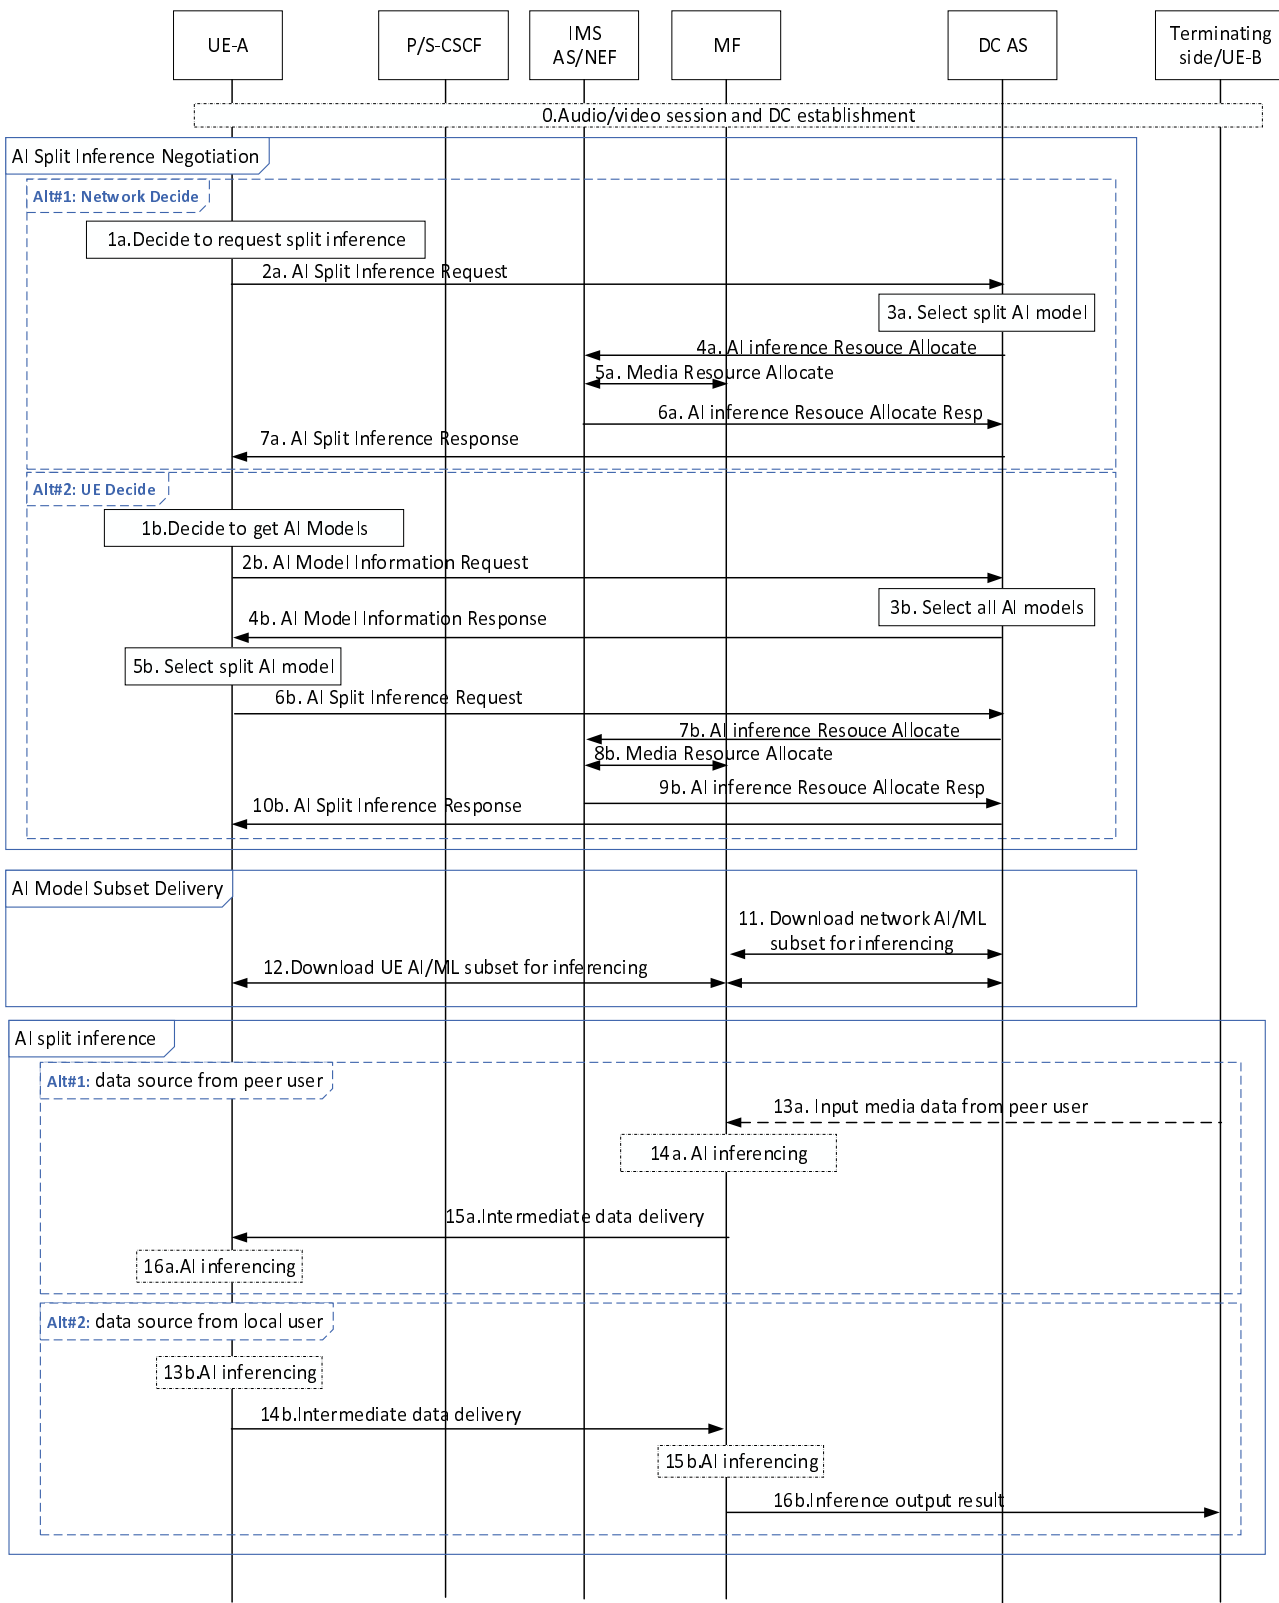 UE-A
P/S-CSCF
IMS
AS/NEF
MF
DC AS
Terminating
side/UE-B
0.Audio/video session and DC establishment
AI Split Inference Negotiation
Alt#1: Network Decide
1a.Decide to request split inference
2a. AI Split Inference Request
3a. Select split AI model
4a. AI inference Resouce Allocate
5a. Media Resource Allocate
6a. AI inference Resouce Allocate Resp
7a. AI Split Inference Response
Alt#2: UE Decide
1b.Decide to get AI Models
2b. AI Model Information Request
3b. Select all AI models
4b. AI Model Information Response
5b. Select split AI model
6b. AI Split Inference Request
7b. AI inference Resouce Allocate
8b. Media Resource Allocate
9b. AI inference Resouce Allocate Resp
10b. AI Split Inference Response
AI Model Subset Delivery
11. Download network AI/ML
subset for inferencing
12.Download UE AI/ML subset for inferencing
AI split inference
Alt#1: data source from peer user
13a. Input media data from peer user
14a. AI inferencing
15a.Intermediate data delivery
16a.AI inferencing
Alt#2: data source from local user
13b.AI inferencing
14b.Intermediate data delivery
15b.AI inferencing
16b.Inference output result